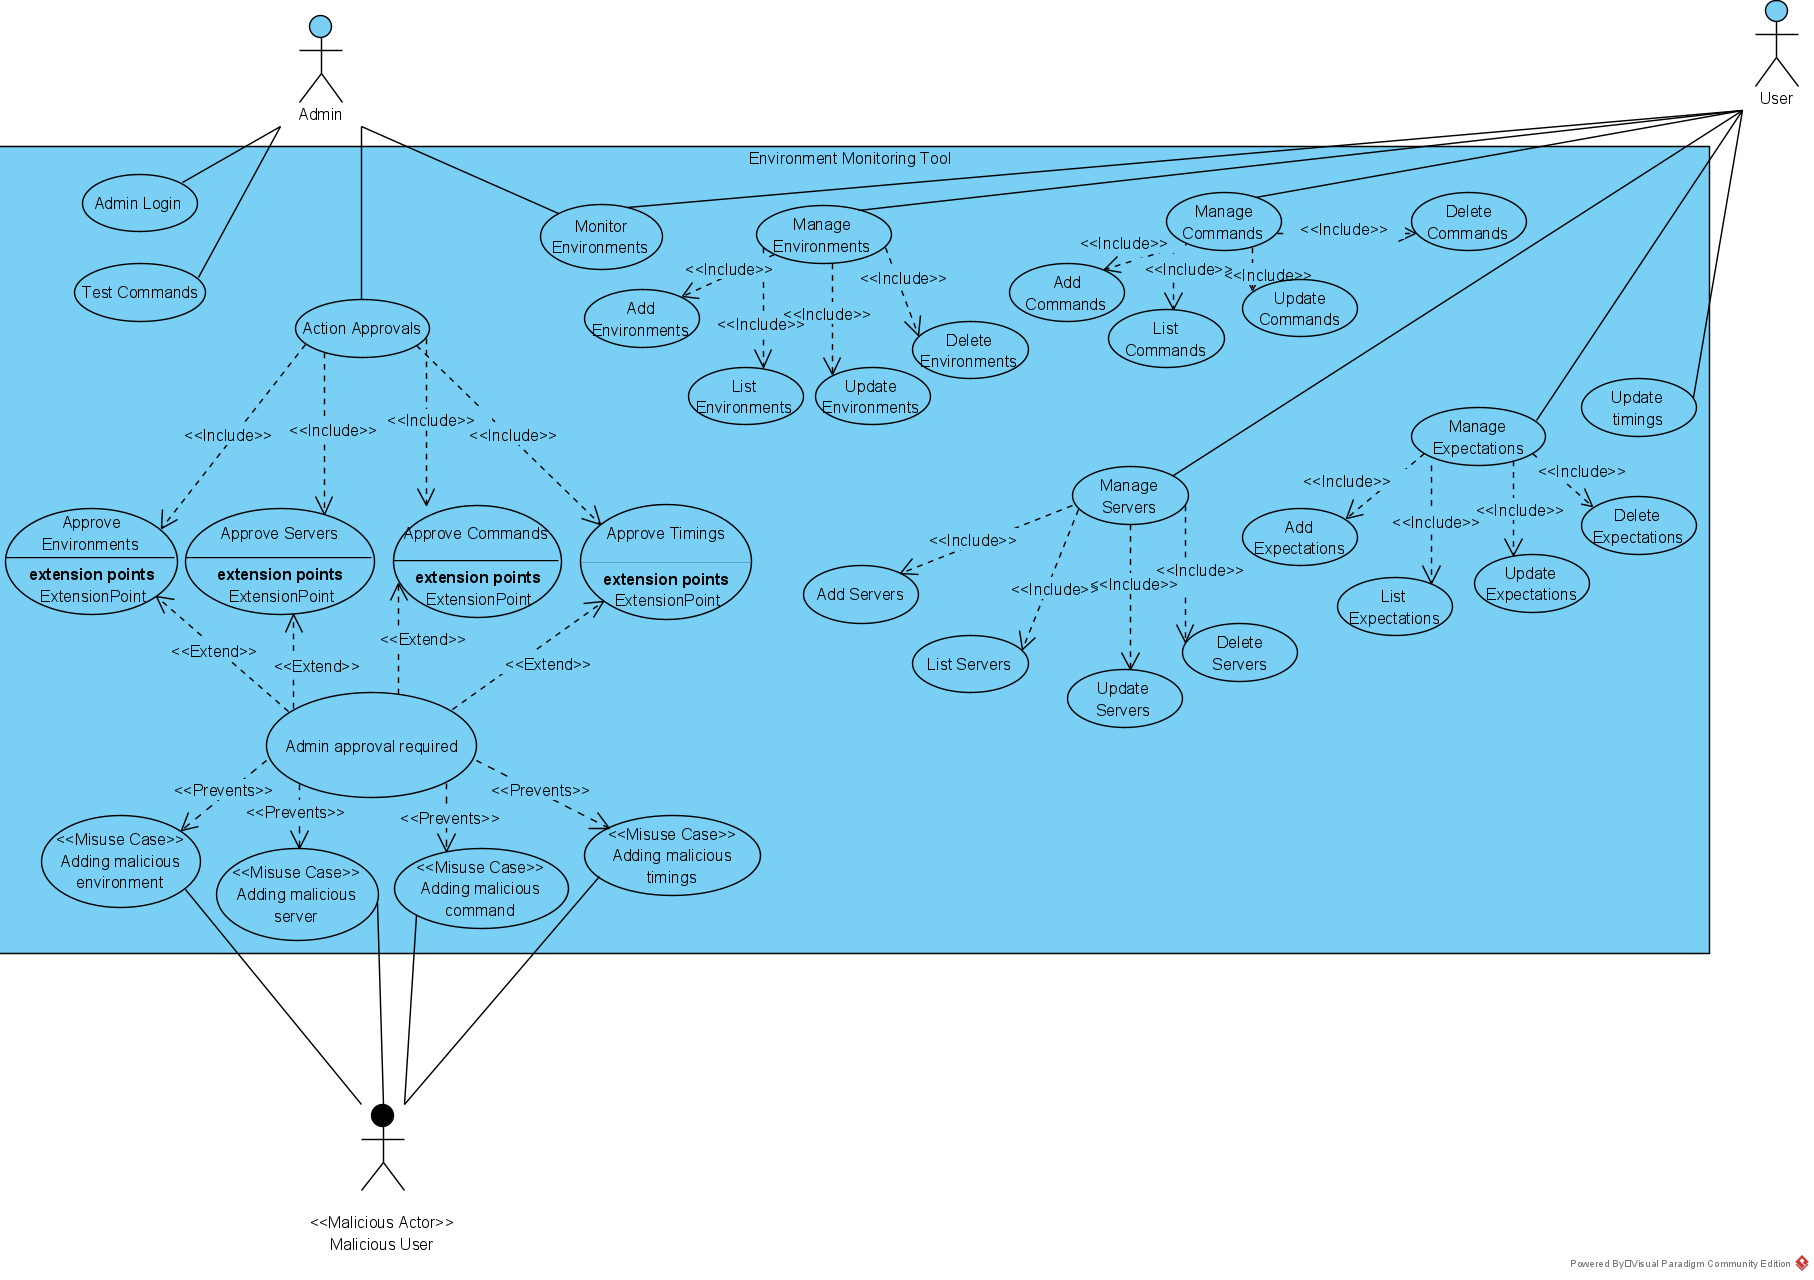 Admin
User
Environment Monitoring Tool
Admin Login
Test Commands
Action Approvals
Monitor
Environments
Manage
Environments
<<Include>>
<<Include>>
<<Include>>
<<Include>>
Add
Environments
List
Environments
Update
Environments
Delete
Environments
Manage
Commands
<<Include>>
<<Include>>
<<Include>>
<<Include>>
Add
Commands
List
Commands
Update
Commands
Delete
Commands
Update
timings
Manage
Expectations
<<Include>>
<<Include>>
<<Include>>
<<Include>>
Add
Expectations
List
Expectations
Update
Expectations
Delete
Expectations
Manage
Servers
<<Include>>
<<Include>>
<<Include>>
<<Include>>
Add Servers
List Servers
Update
Servers
Delete
Servers
<<Include>>
<<Include>>
<<Include>>
<<Include>>
Approve
Environments
extension points
ExtensionPoint
Approve Servers
extension points
ExtensionPoint
Approve Commands
extension points
ExtensionPoint
Approve Timings
extension points
ExtensionPoint
<<Extend>>
<<Extend>>
<<Extend>>
<<Extend>>
Admin approval required
<<Prevents>>
<<Prevents>>
<<Prevents>>
<<Prevents>>
<<Misuse Case>>
Adding malicious
environment
<<Misuse Case>>
Adding malicious
server
<<Misuse Case>>
Adding malicious
command
<<Misuse Case>>
Adding malicious
timings
<<Malicious Actor>>
Malicious User
Powered By□Visual Paradigm Community Edition